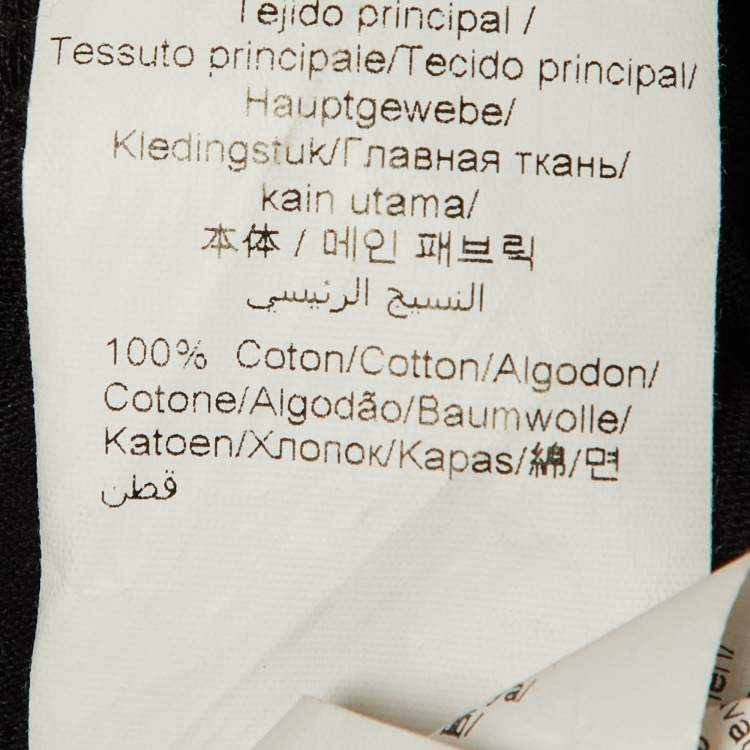 Tejido principal /
Tessuto principale/Tecido principal/
Hauptgewebe/
Kledingstuk/Главная ткань/
kain utama/
本体 / 메인 패브릭
النسيج الرئيسي
100% Coton/Cotton/Algodon/
Cotone/Algodão/Baumwolle/
Katoen/Хлопок/Kapas/綿/면
قطن